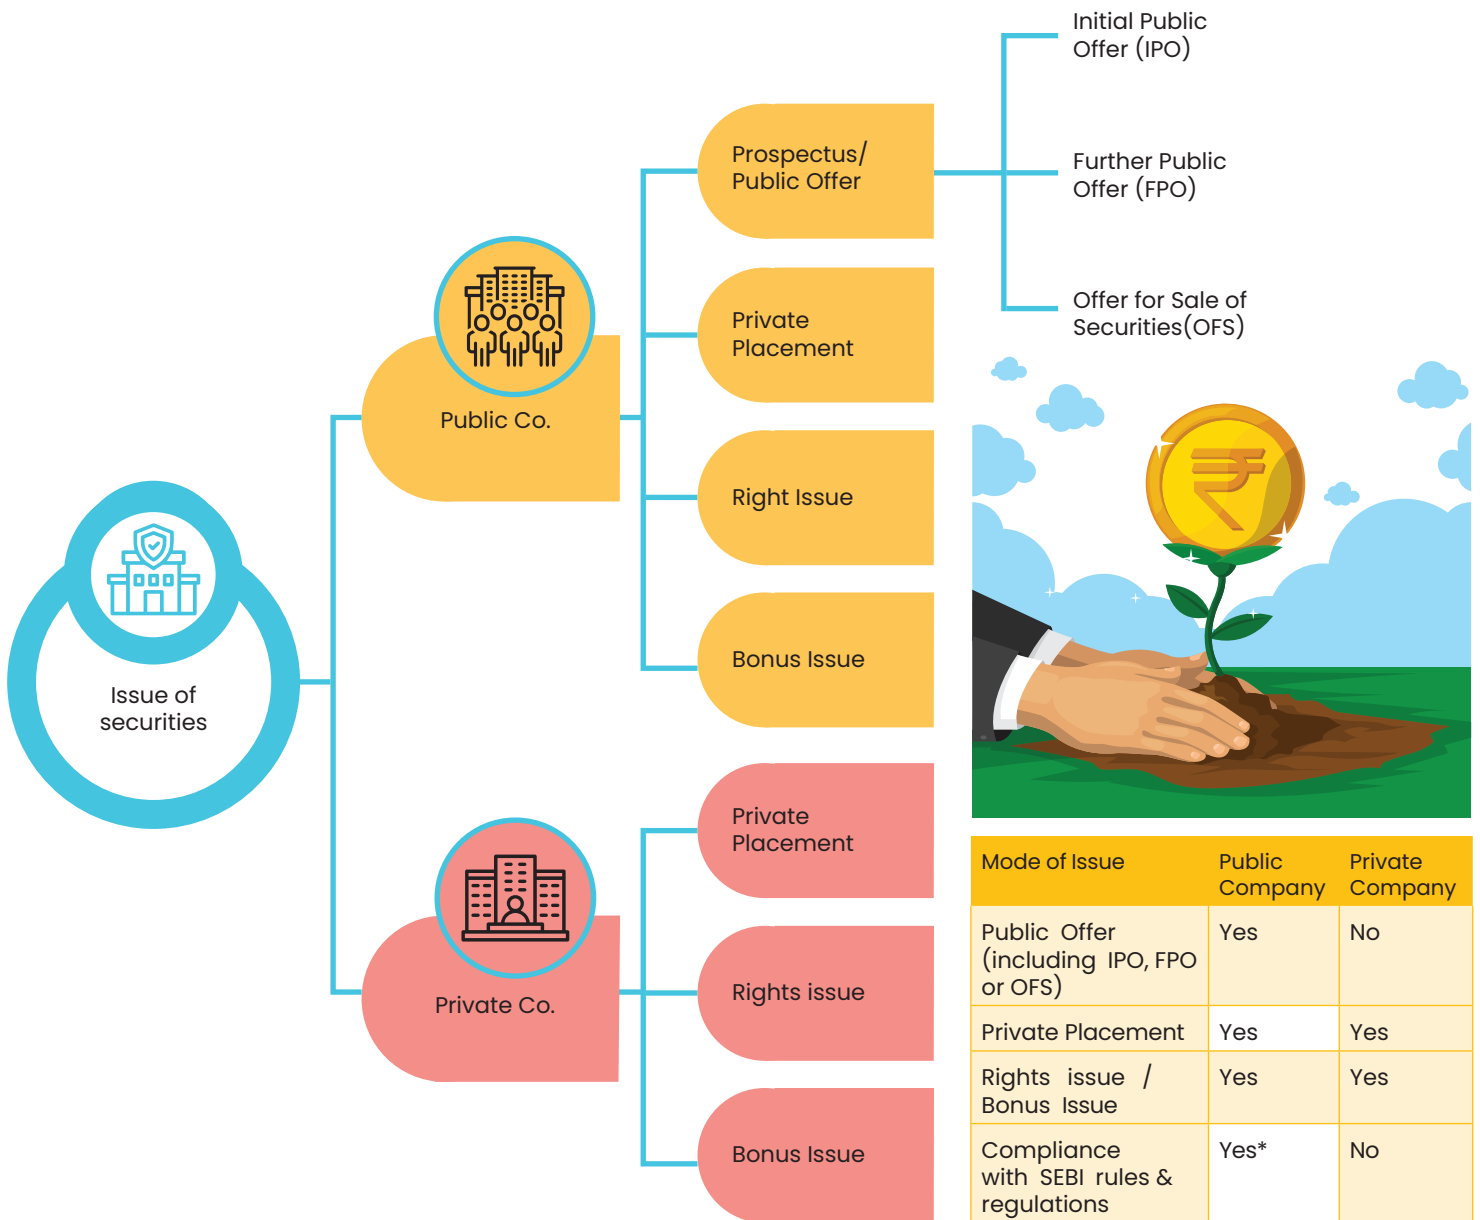 Initial Public
Offer (IPO)
Prospectus/
Public Offer
Further Public
Offer (FPO)
Offer for Sale of
Securities(OFS)
Private
Placement
Public Co.
Right Issue
Bonus Issue
Issue of
securities
Private
Placement
Private Co.
Rights issue
Bonus Issue
₹
Mode of Issue Public Private
Company Company
Public Offer Yes No
(including IPO, FPO
or OFS)
Private Placement Yes Yes
Rights issue / Yes Yes
Bonus Issue
Compliance Yes* No
with SEBI rules &
regulations